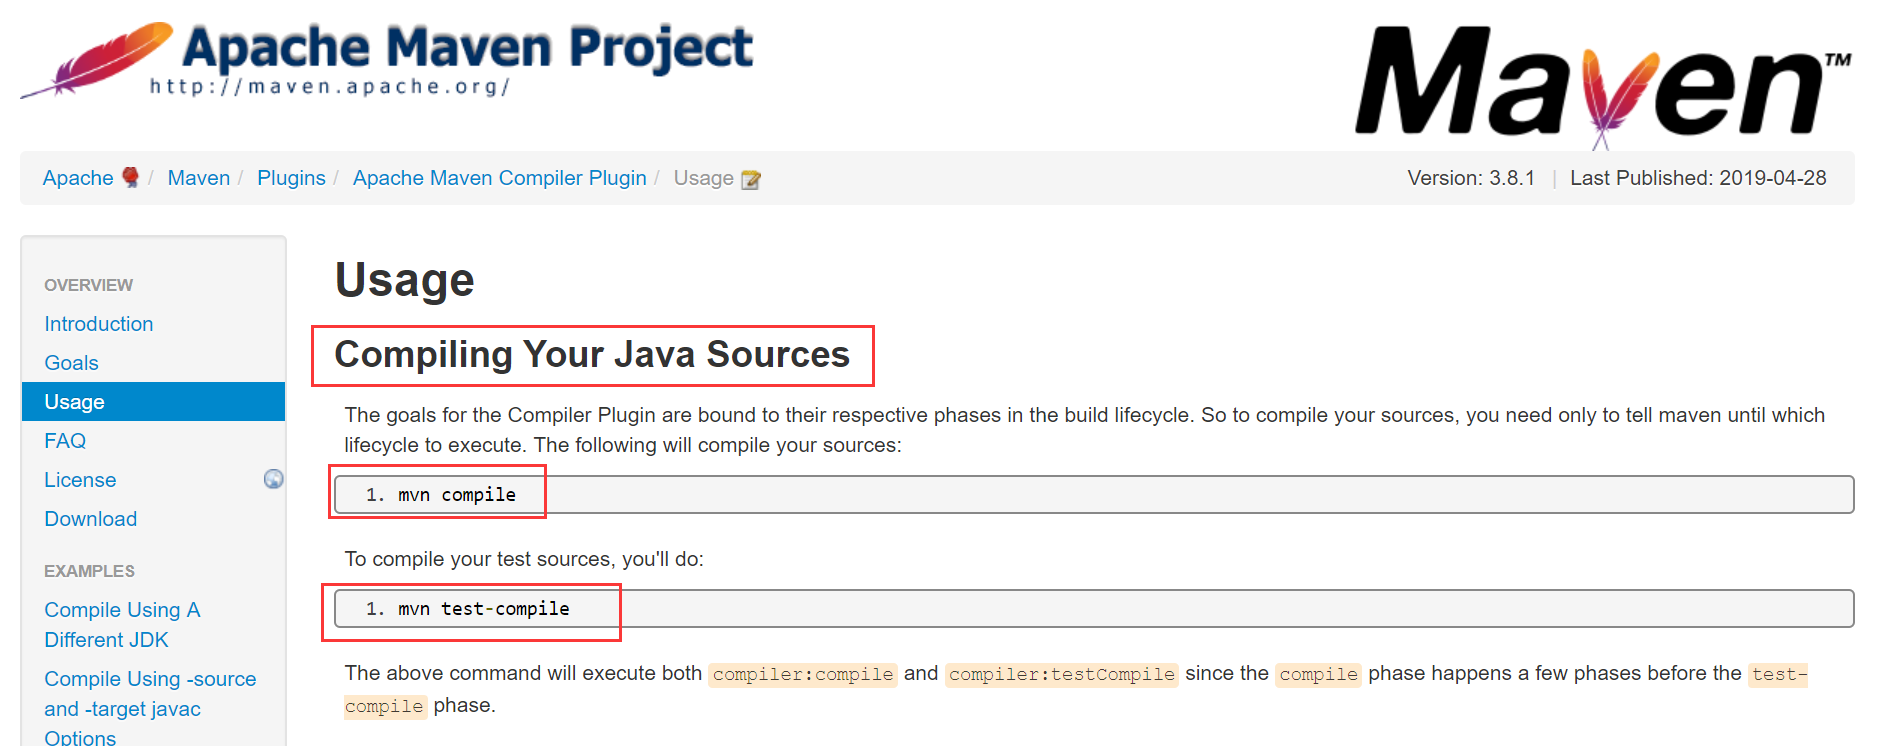 Apache Maven Project
http://maven.apache.org/
Maven™
Apache / Maven / Plugins / Apache Maven Compiler Plugin / Usage
Version: 3.8.1 | Last Published: 2019-04-28
OVERVIEW
Introduction
Goals
Usage
FAQ
License
Download
EXAMPLES
Compile Using A
Different JDK
Compile Using -source
and -target javac
Options
Usage
Compiling Your Java Sources
The goals for the Compiler Plugin are bound to their respective phases in the build lifecycle. So to compile your sources, you need only to tell maven until which
lifecycle to execute. The following will compile your sources:
1. mvn compile
To compile your test sources, you'll do:
1. mvn test-compile
The above command will execute both compiler:compile and compiler:testCompile since the compile phase happens a few phases before the test-
compile phase.